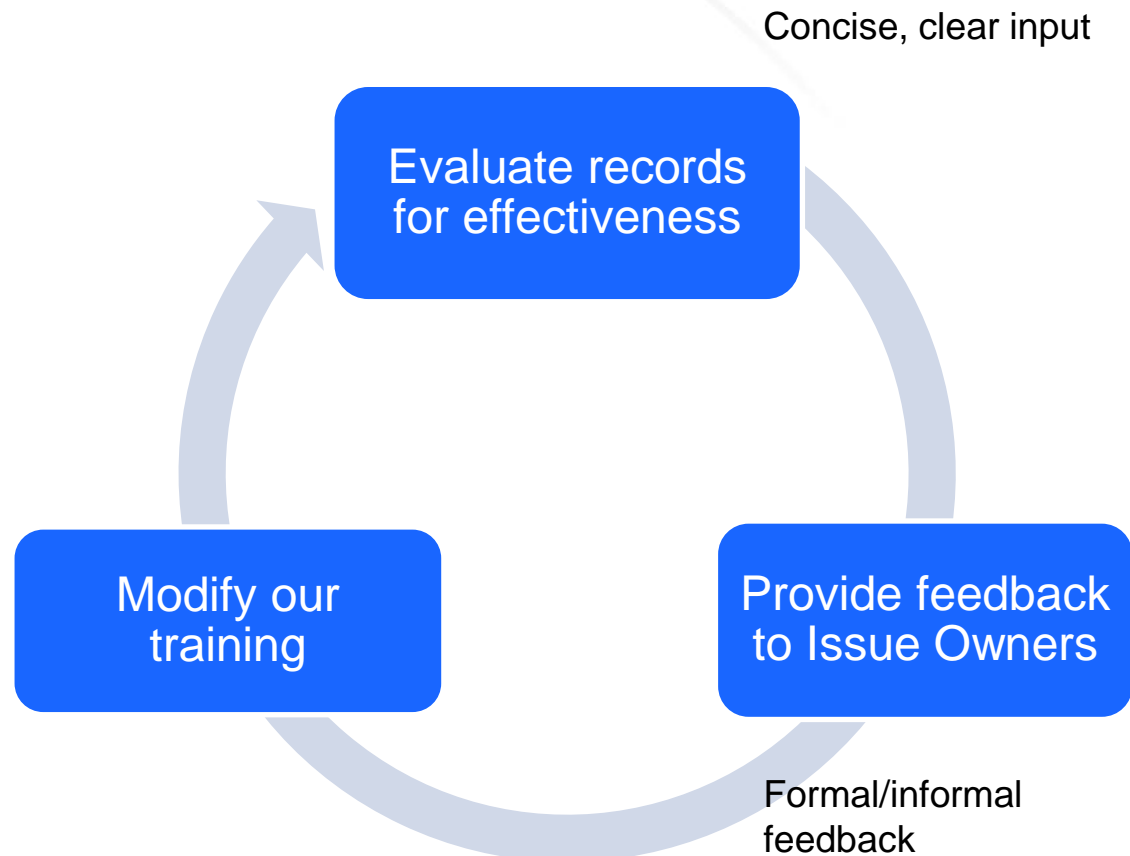 Concise, clear input
Evaluate records
for effectiveness
Modify our
training
Provide feedback
to Issue Owners
Formal/informal
feedback